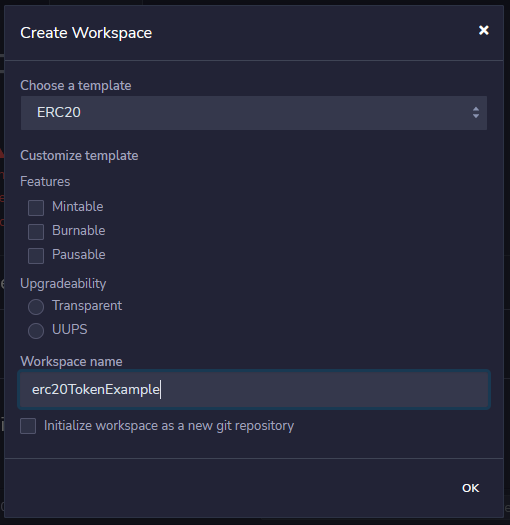 Create Workspace
Choose a template
ERC20
Customize template
Features
Mintable
Burnable
Pausable
Upgradeability
Transparent
UUPS
Workspace name
erc20TokenExample
Initialize workspace as a new git repository
OK